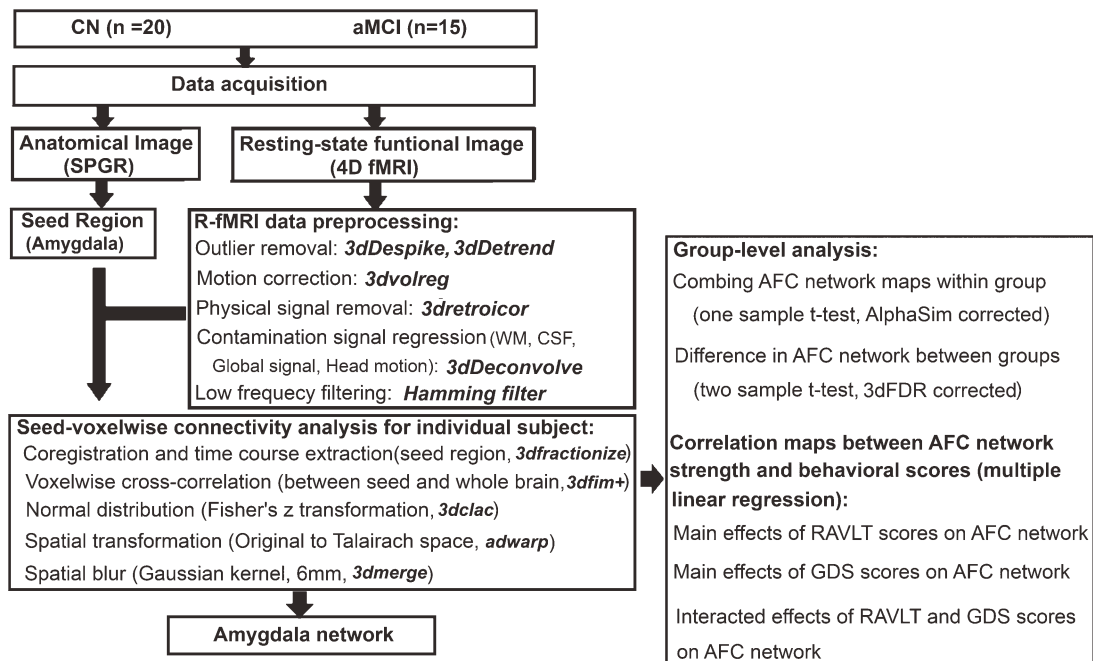 CN (n =20) aMCI (n=15)
Data acquisition
Anatomical Image
(SPGR)
Resting-state funtional Image
(4D fMRI)
Seed Region
(Amygdala)
R-fMRI data preprocessing:
Outlier removal: 3dDespike, 3dDetrend
Motion correction: 3dvolreg
Physical signal removal: 3dretroicor
Contamination signal regression (WM, CSF,
Global signal, Head motion): 3dDeconvolve
Low frequecy filtering: Hamming filter
Seed-voxelwise connectivity analysis for individual subject:
Coregistration and time course extraction(seed region, 3dfractionize)
Voxelwise cross-correlation (between seed and whole brain, 3dfim+)
Normal distribution (Fisher's z transformation, 3dclac)
Spatial transformation (Original to Talairach space, adwarp)
Spatial blur (Gaussian kernel, 6mm, 3dmerge)
Amygdala network
Group-level analysis:
Combing AFC network maps within group
(one sample t-test, AlphaSim corrected)
Difference in AFC network between groups
(two sample t-test, 3dFDR corrected)
Correlation maps between AFC network
strength and behavioral scores (multiple
linear regression):
Main effects of RAVLT scores on AFC network
Main effects of GDS scores on AFC network
Interacted effects of RAVLT and GDS scores
on AFC network